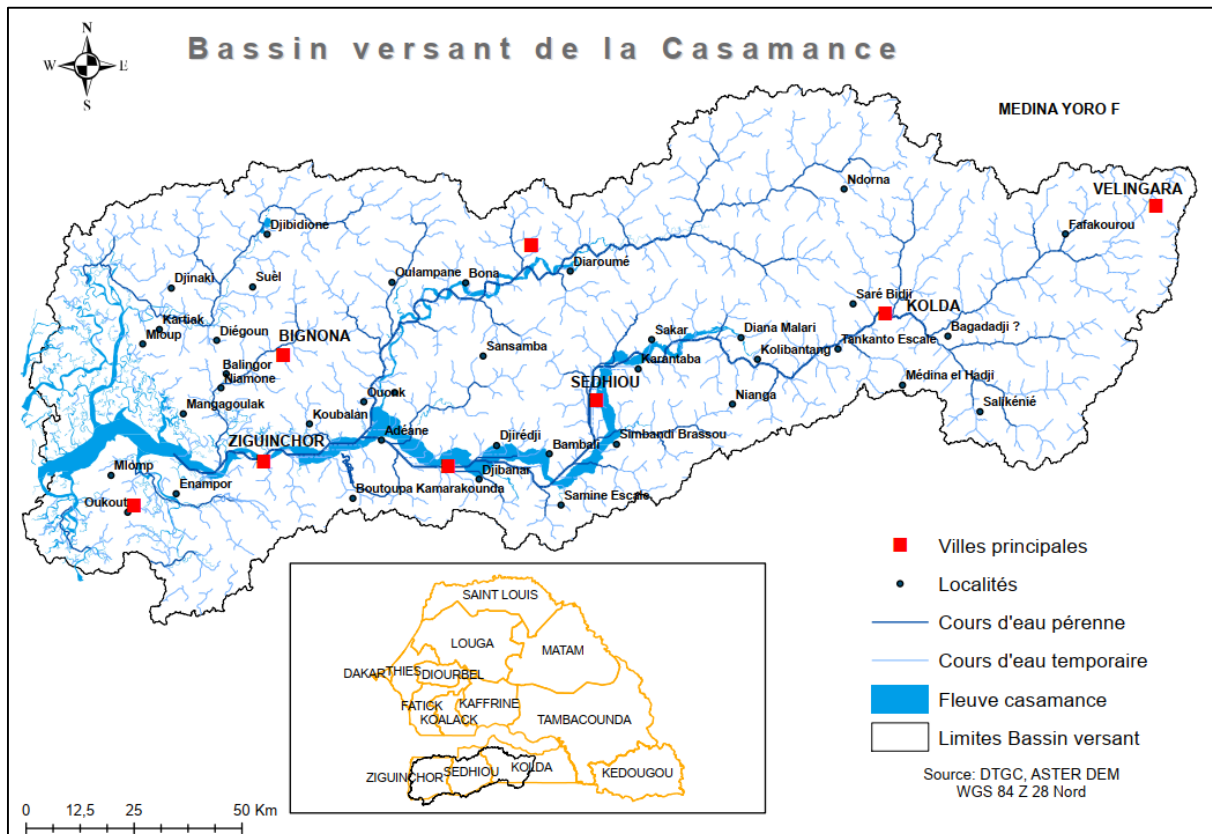 Bassin versant de la Casamance
N
W
E
S
MEDINA YORO F
Ndorna
VELINGARA
Fafakourou
Djibidione
Djinaki
Suèl
Oulampane
Bona
Diaroumé
Saré Bidji
KOLDA
Kartiak
Mloup
Diégoun
BIGNONA
Sakar
Diana Malari
Bagadadji ?
Sansamba
Karantaba
Kolibantang
Tankanto Escale
Balingor
Niamone
SEDHIOU
Médina el Hadji
Mangagoulak
Ouonk
Nianga
Salikénié
Koubalan
ZIGUINCHOR
Adéane
Djirédji
Bambali
Simbandi Brassou
Mlomp
Enampor
Djibanar
Oukout
Boutoupa Kamarakounda
Samine Escale
Villes principales
Localités
Cours d'eau pérenne
Cours d'eau temporaire
Fleuve casamance
Limites Bassin versant
Source: DTGC, ASTER DEM
WGS 84 Z 28 Nord
SAINT LOUIS
LOUGA
MATAM
DAKAR
THIES
DIOURBEL
FATICK
KAFFRINE
KOALACK
TAMBACOUNDA
ZIGUINCHOR
SEDHIOU
KOLDA
KEDOUGOU
0 12,5 25 50 Km